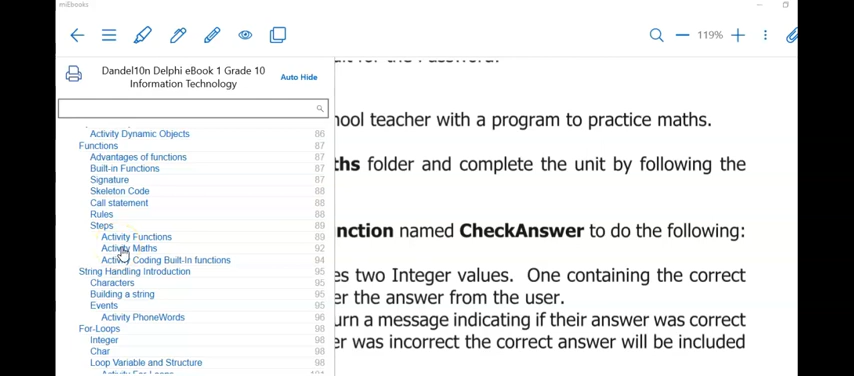 miEbooks
119%
Dandel10n Delphi eBook 1 Grade 10
Information Technology
Auto Hide
Activity Dynamic Objects 86
Functions 87
Advantages of functions 87
Built-in Functions 87
Signature 87
Skeleton Code 88
Call statement 88
Rules 88
Steps 89
Activity Functions 89
Activity Maths 92
Activity Coding Built-In functions 94
String Handling Introduction 95
Characters 95
Building a string 95
Events 95
Activity PhoneWords 96
For-Loops 98
Integer 98
Char 98
Loop Variable and Structure 98
hool teacher with a program to practice maths.
ths folder and complete the unit by following the
nction named CheckAnswer to do the following:
es two Integer values. One containing the correct
er the answer from the user.
urn a message indicating if their answer was correct
er was incorrect the correct answer will be included